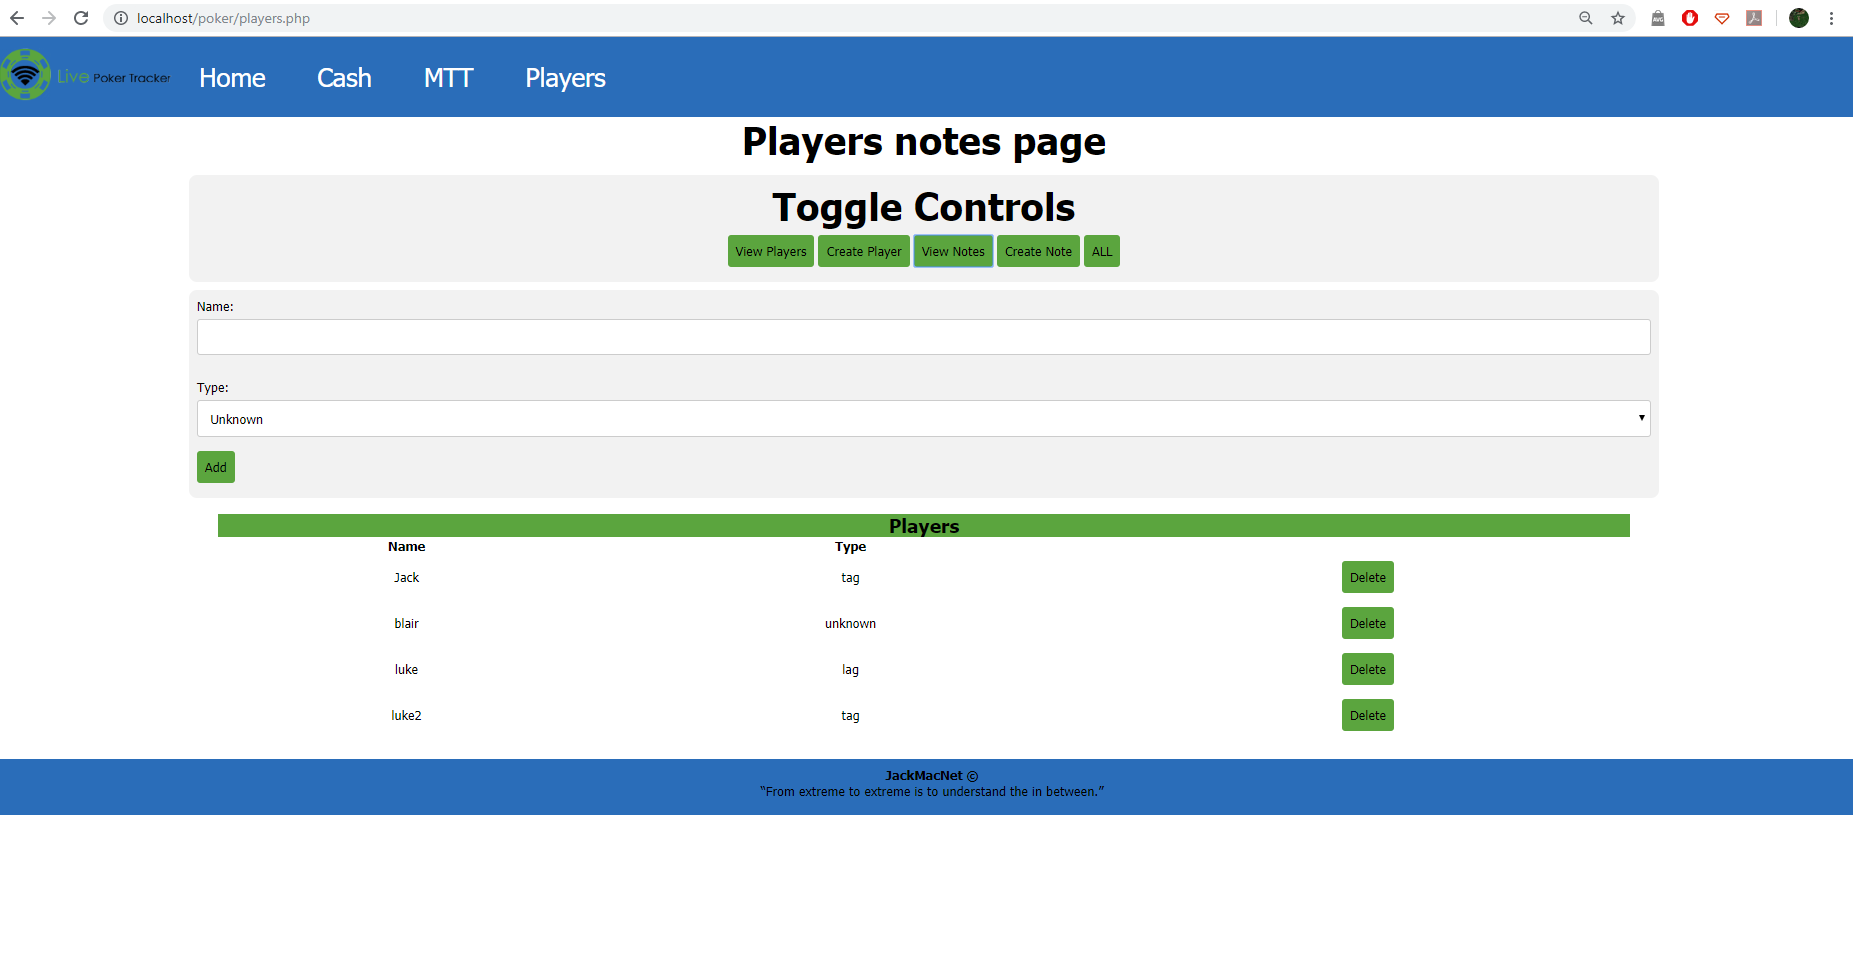 localhost/poker/players.php
Live Poker Tracker Home Cash MTT Players
Players notes page
Toggle Controls
View Players Create Player View Notes Create Note ALL
Name:
Type:
Unknown
Add
Players
Name Type
Jack tag Delete
blair unknown Delete
luke lag Delete
luke2 tag Delete
JackMacNet ©
“From extreme to extreme is to understand the in between.”